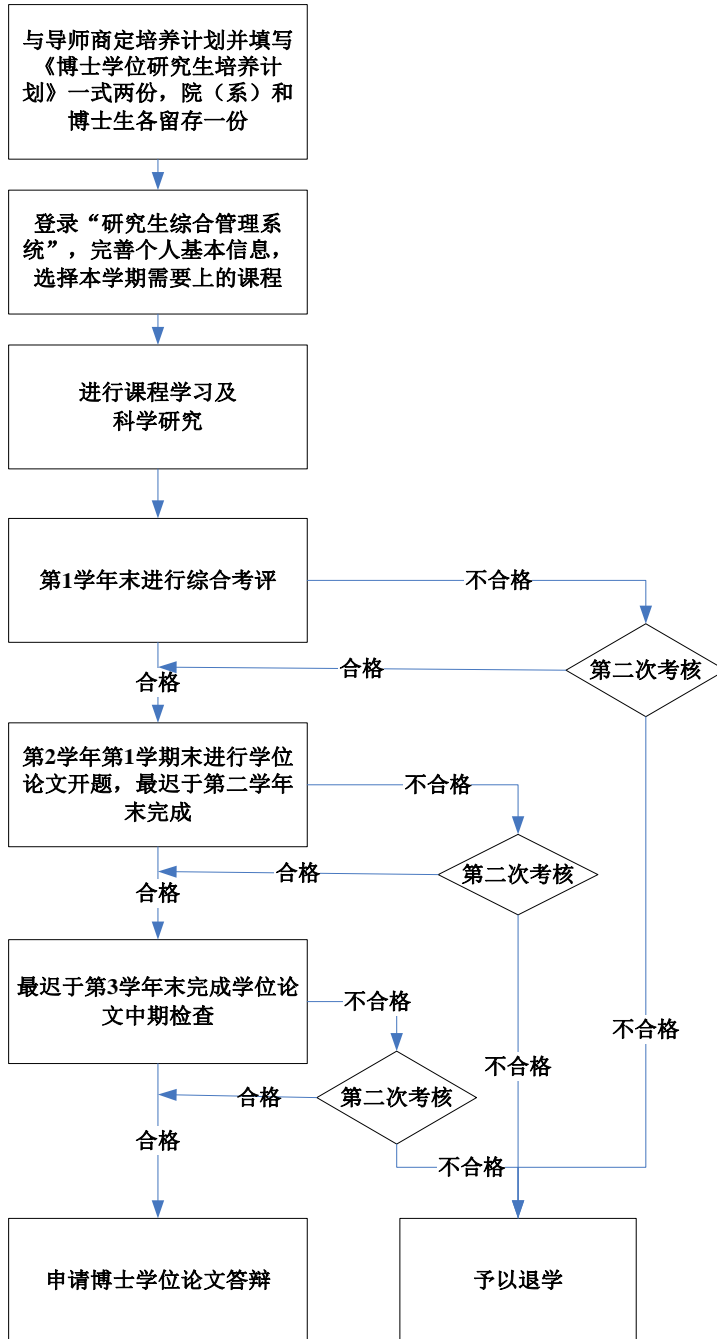 与导师商定培养计划并填写
《博士学位研究生培养计
划》一式两份，院（系）和
博士生各留存一份
登录“研究生综合管理系
统”，完善个人基本信息，
选择本学期需要上的课程
进行课程学习及
科学研究
第1学年末进行综合考评
不合格
第二次考核
合格
合格
第2学年第1学期末进行学位
论文开题，最迟于第二学年
末完成
不合格
第二次考核
合格
合格
最迟于第3学年末完成学位论
文中期检查
不合格
不合格
不合格
第二次考核
合格
合格
不合格
申请博士学位论文答辩
予以退学